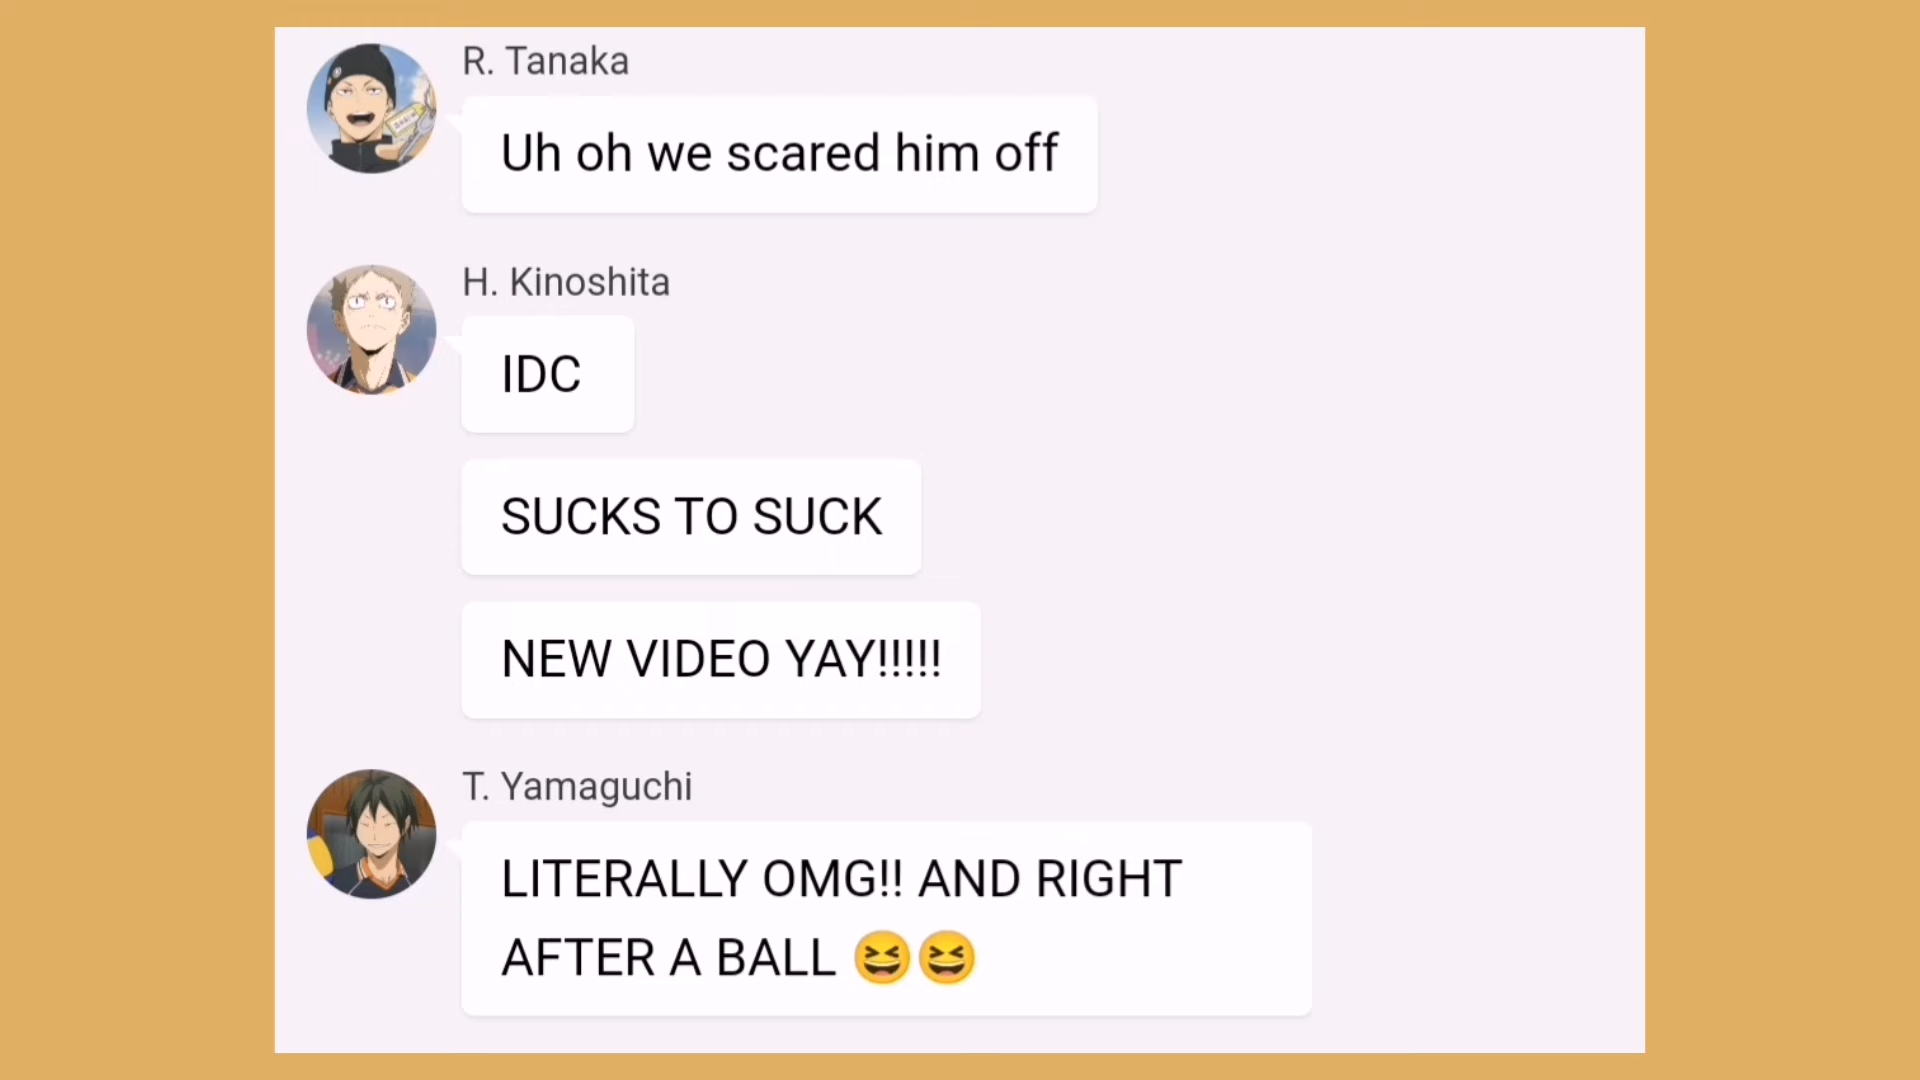 R. Tanaka
Uh oh we scared him off
H. Kinoshita
IDC
SUCKS TO SUCK
NEW VIDEO YAY!!!!!
T. Yamaguchi
LITERALLY OMG!! AND RIGHT
AFTER A BALL 😆😆